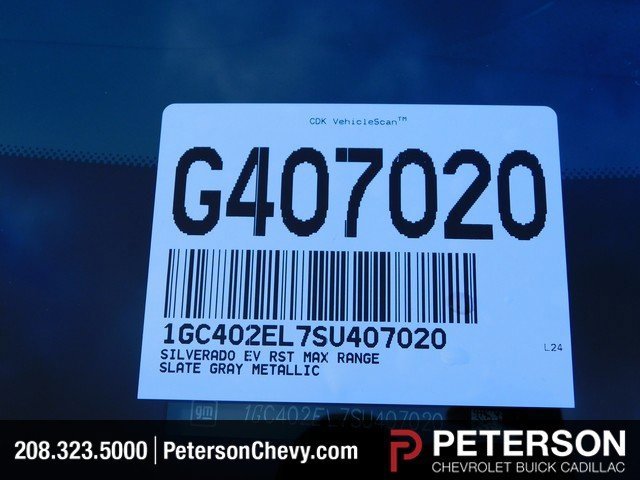 CDK VehicleScan™
G407020
1GC402EL7SU407020
SILVERADO EV RST MAX RANGE
SLATE GRAY METALLIC
L24
gm 1GC402EL7SU407020
208.323.5000 | PetersonChevy.com
P PETERSON
CHEVROLET BUICK CADILLAC